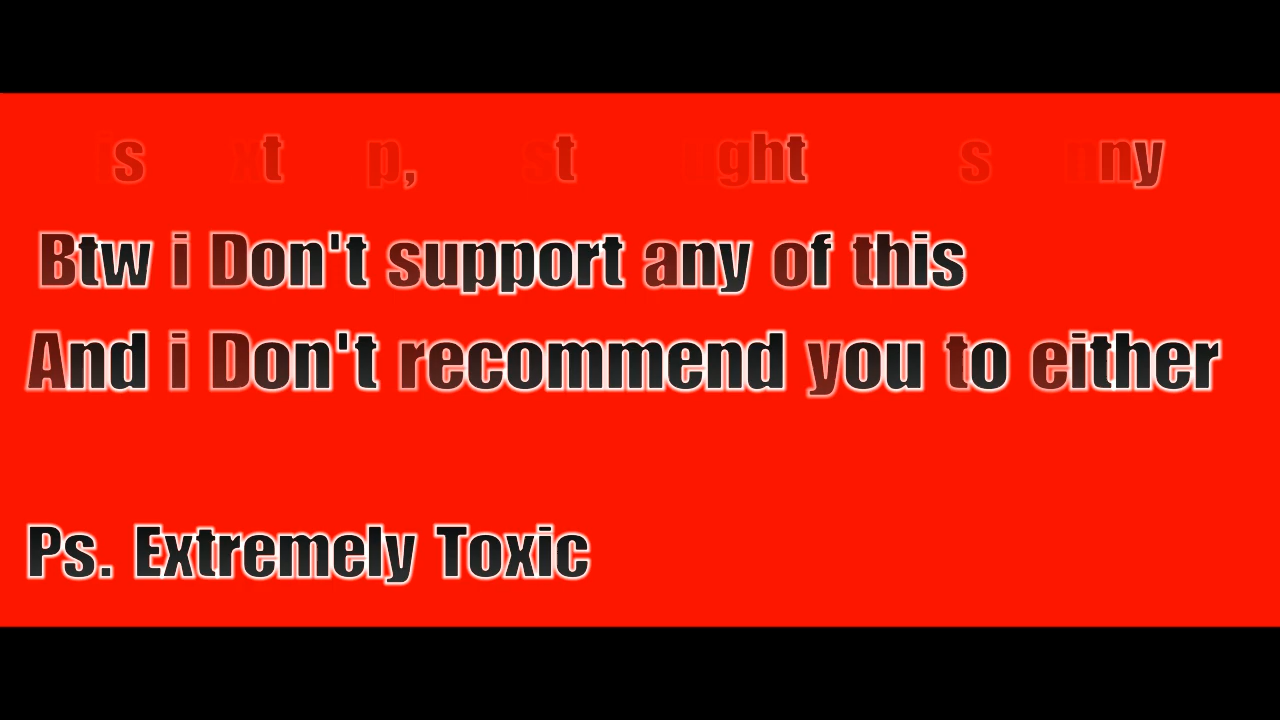 Btw i Don't support any of this
And i Don't recommend you to either
Ps. Extremely Toxic